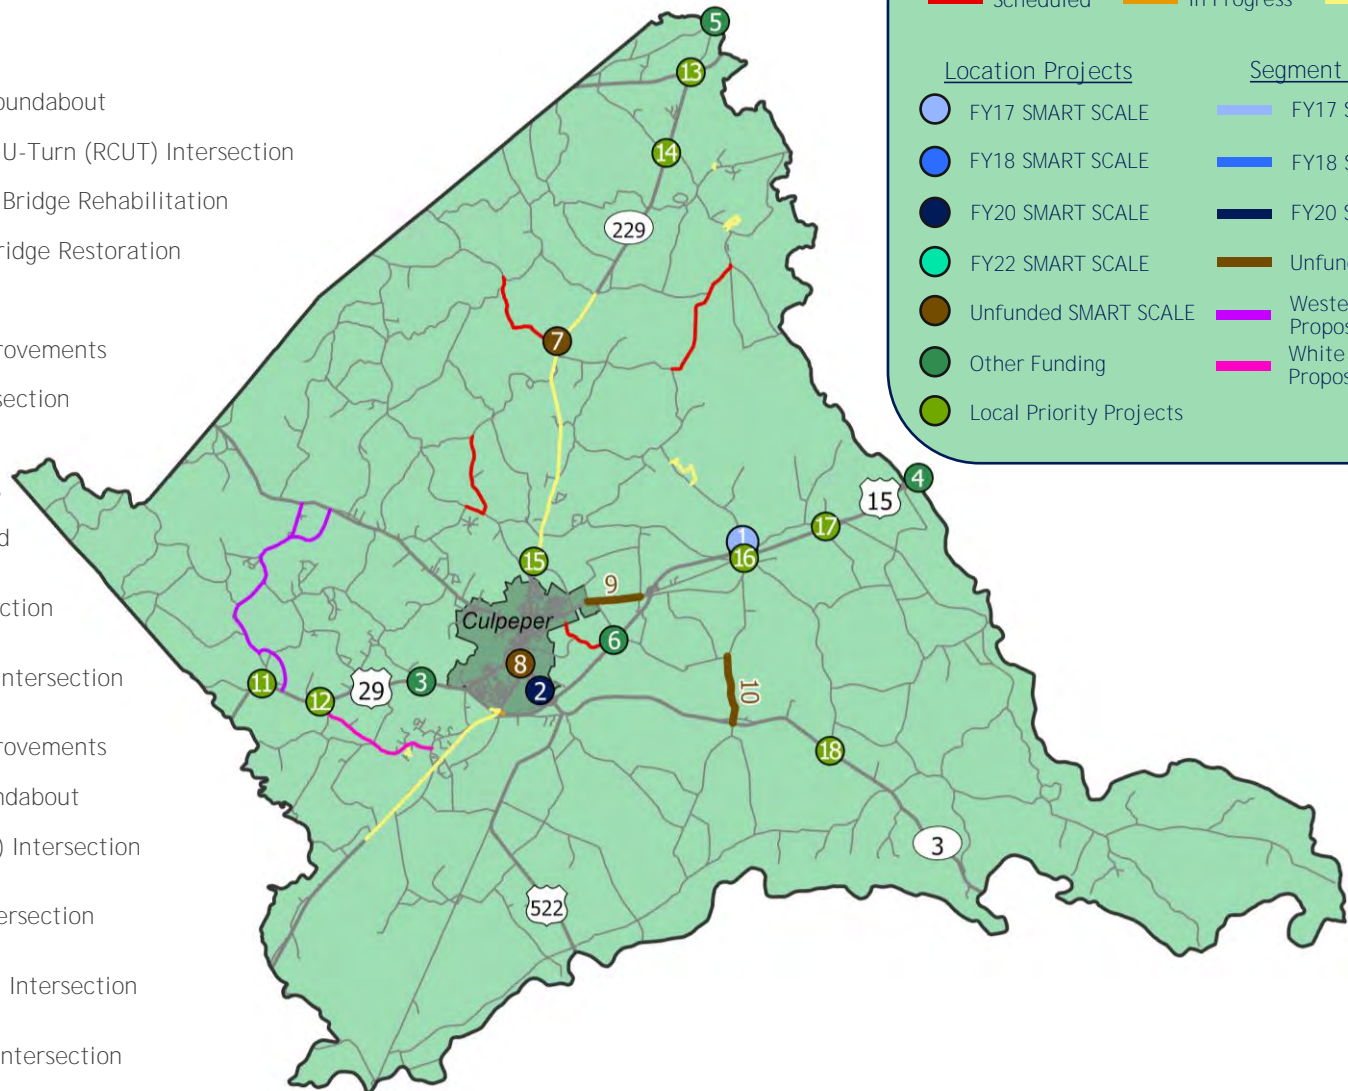 Scheduled In Progress
Location Projects Segment
FY17 SMART SCALE FY17 S
FY18 SMART SCALE FY18 S
FY20 SMART SCALE FY20 S
FY22 SMART SCALE Unfun
Unfunded SMART SCALE Weste
Propos
Other Funding White
Propos
Local Priority Projects
oundabout
U-Turn (RCUT) Intersection
Bridge Rehabilitation
ridge Restoration
rovements
section
d
ction
Intersection
rovements
ndabout
) Intersection
ersection
Intersection
ntersection
5
13
14
229
7
4
15
17
1
16
15
9
Culpeper
6
8
2
10
11
12
29
3
18
3
522